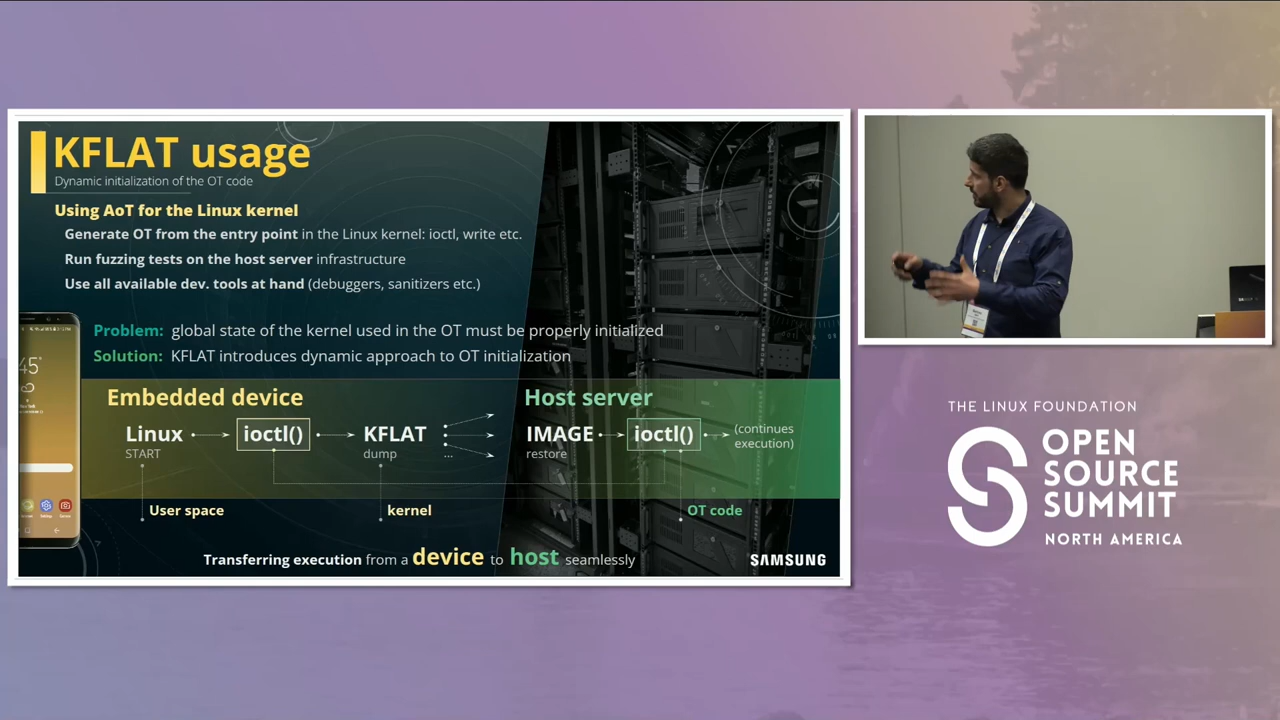 KFLAT usage
Dynamic initialization of the OT code
Using AoT for the Linux kernel
Generate OT from the entry point in the Linux kernel: ioctl, write etc.
Run fuzzing tests on the host server infrastructure
Use all available dev. tools at hand (debuggers, sanitizers etc.)
Problem: global state of the kernel used in the OT must be properly initialized
Solution: KFLAT introduces dynamic approach to OT initialization
Embedded device
Host server
Linux
START
ioctl()
KFLAT
dump
...
IMAGE
restore
ioctl()
(continues
execution)
User space
kernel
OT code
Transferring execution from a device to host seamlessly
SAMSUNG
THE LINUX FOUNDATION
OPEN
SOURCE
SUMMIT
NORTH AMERICA
45°